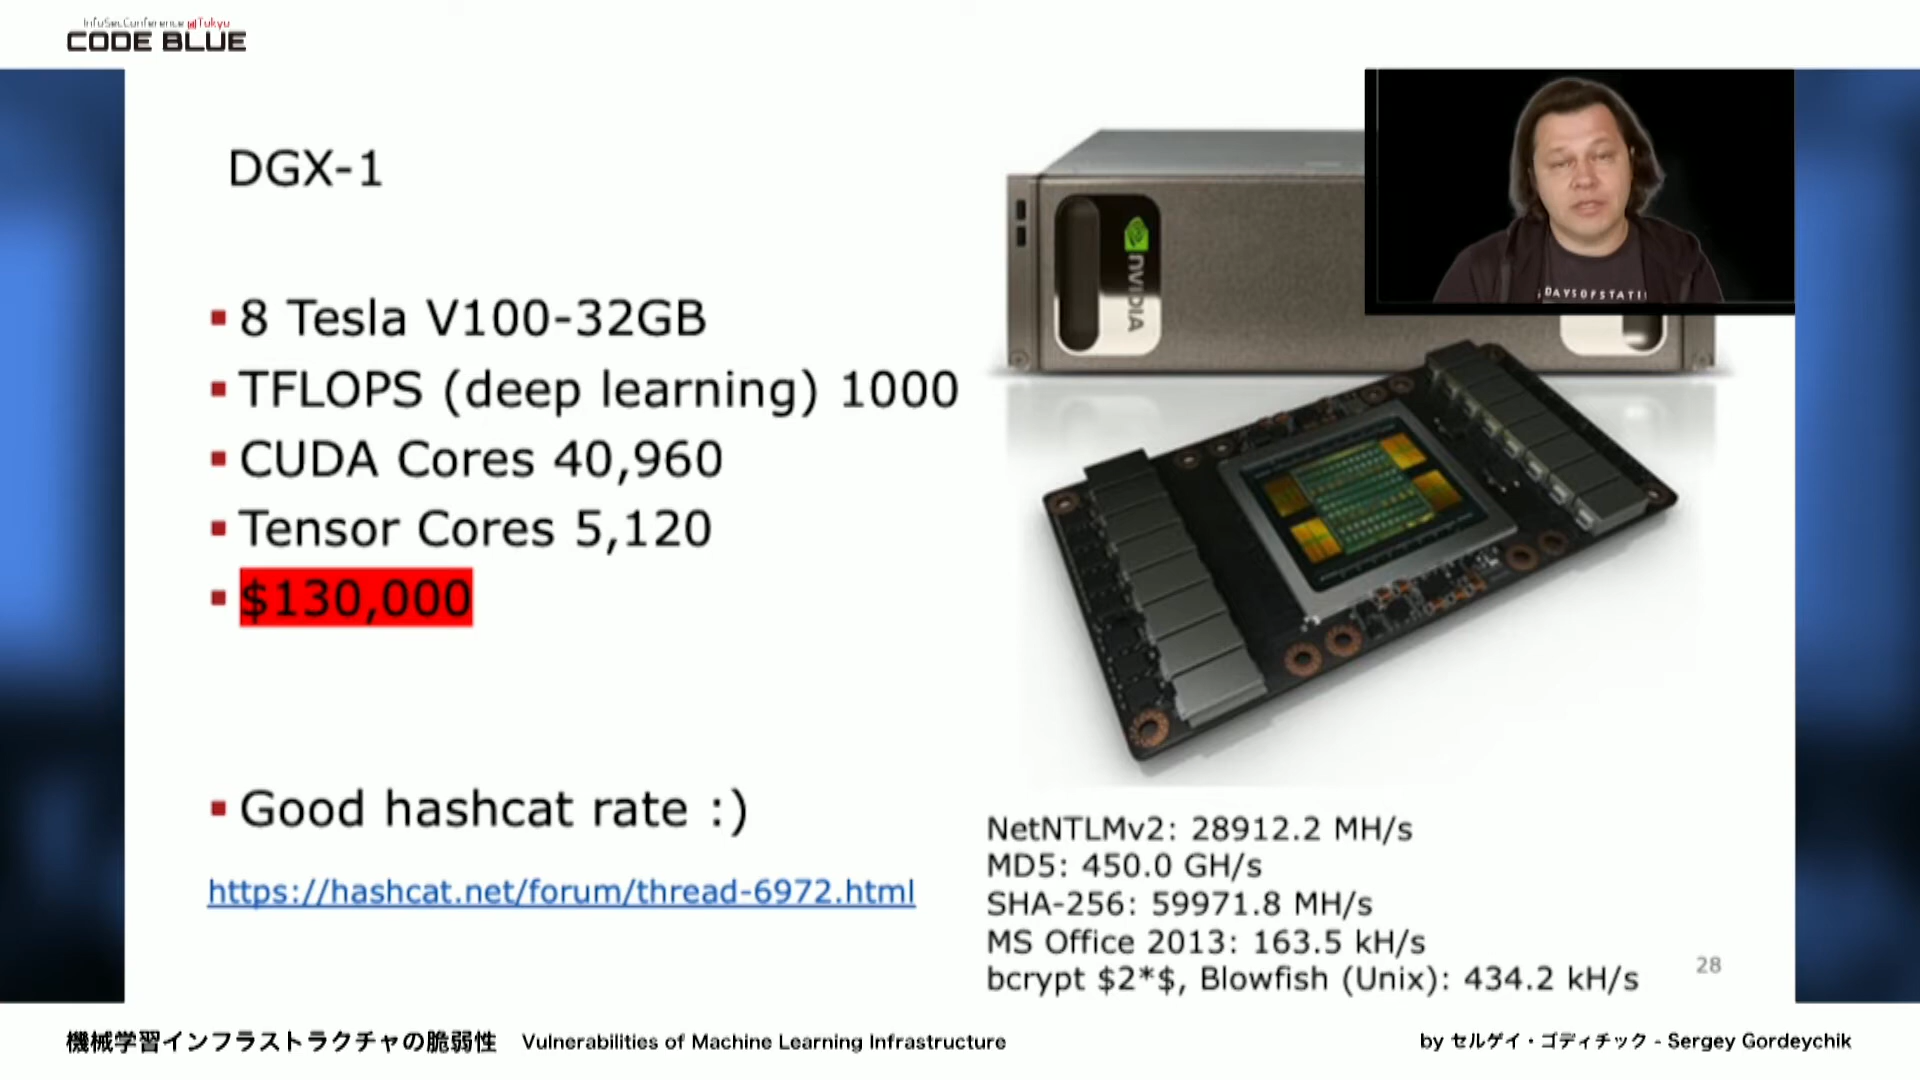 InfoSecConference @Tokyo
CODE BLUE
DGX-1
8 Tesla V100-32GB
TFLOPS (deep learning) 1000
CUDA Cores 40,960
Tensor Cores 5,120
$130,000
Good hashcat rate :)
https://hashcat.net/forum/thread-6972.html
NVIDIA
DAYSOFSTATI
NetNTLMv2: 28912.2 MH/s
MD5: 450.0 GH/s
SHA-256: 59971.8 MH/s
MS Office 2013: 163.5 kH/s
bcrypt $2*$, Blowfish (Unix): 434.2 kH/s
28
機械学習インフラストラクチャの脆弱性 Vulnerabilities of Machine Learning Infrastructure
by セルゲイ・ゴディチック - Sergey Gordeychik